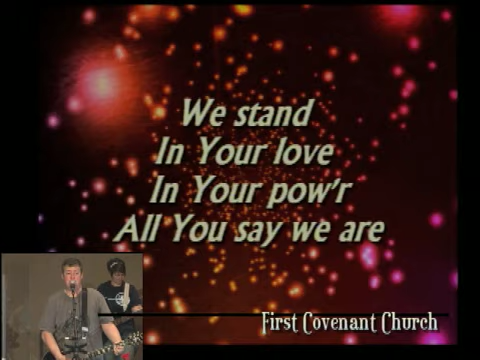 We stand
In Your love
In Your pow'r
All You say we are
First Covenant Church